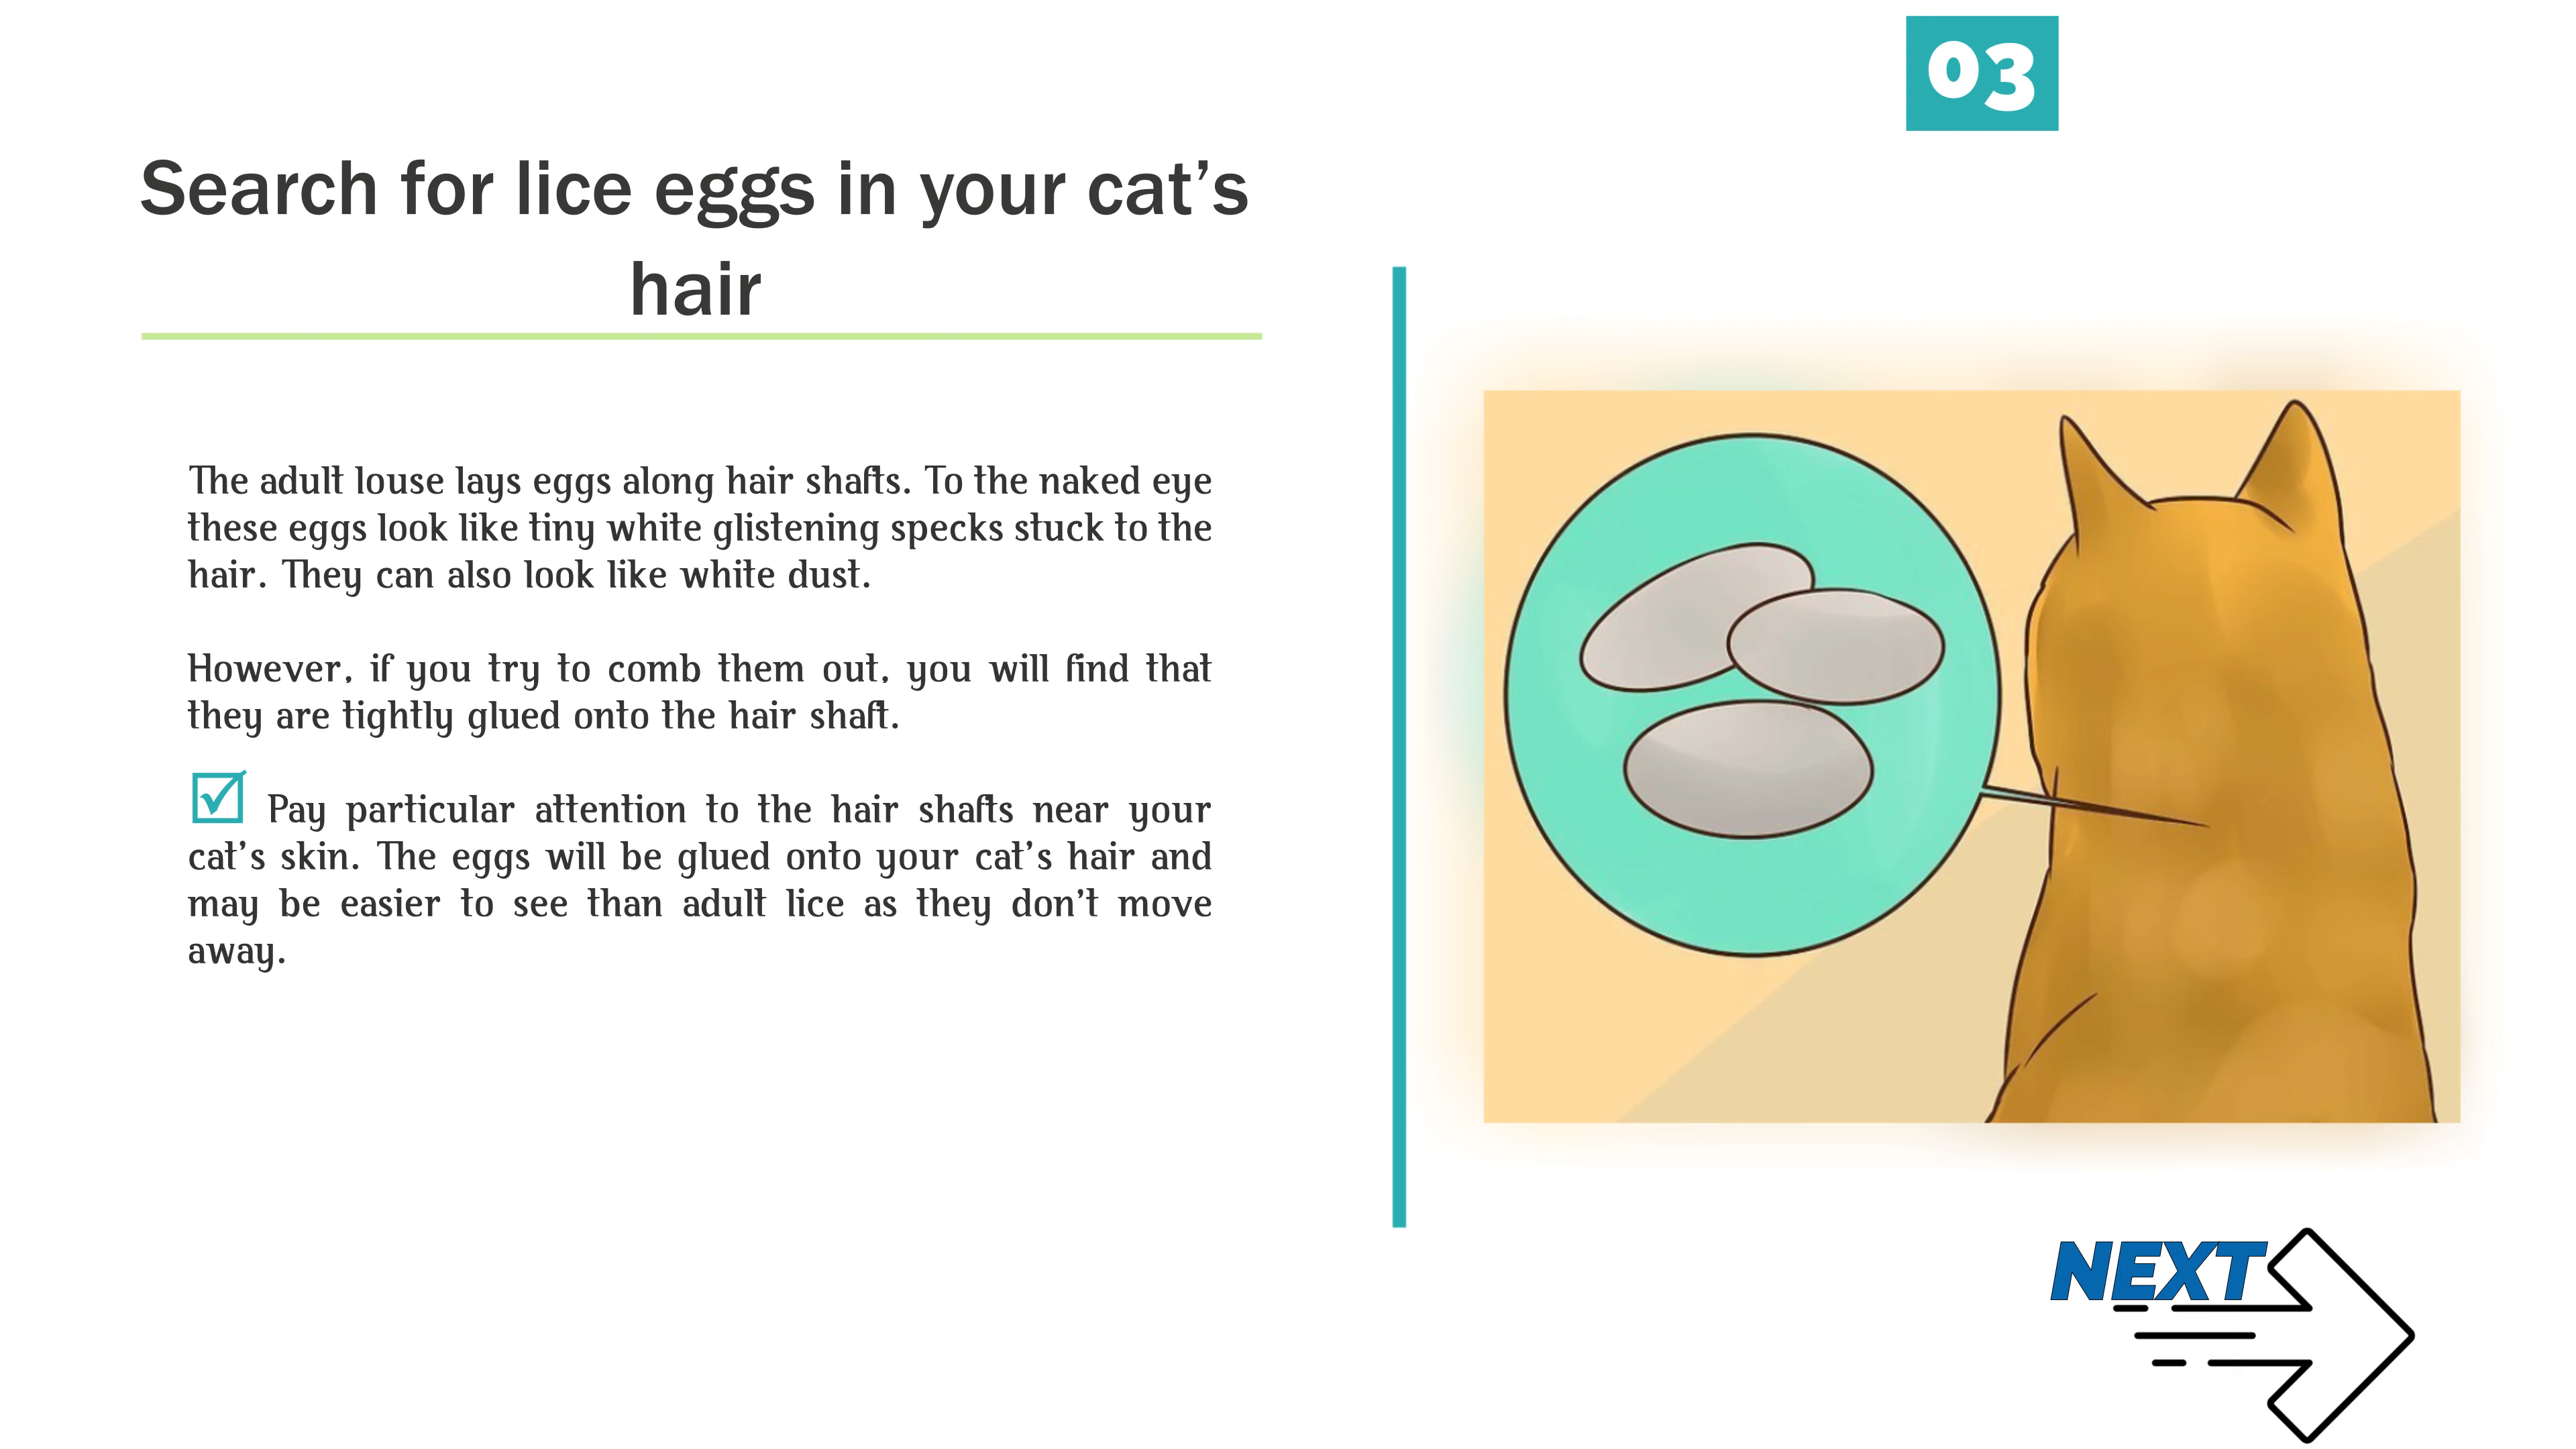 03
Search for lice eggs in your cat’s
hair
The adult louse lays eggs along hair shafts. To the naked eye
these eggs look like tiny white glistening specks stuck to the
hair. They can also look like white dust.
However, if you try to comb them out, you will find that
they are tightly glued onto the hair shaft.
Pay particular attention to the hair shafts near your
cat’s skin. The eggs will be glued onto your cat’s hair and
may be easier to see than adult lice as they don’t move
away.
NEXT